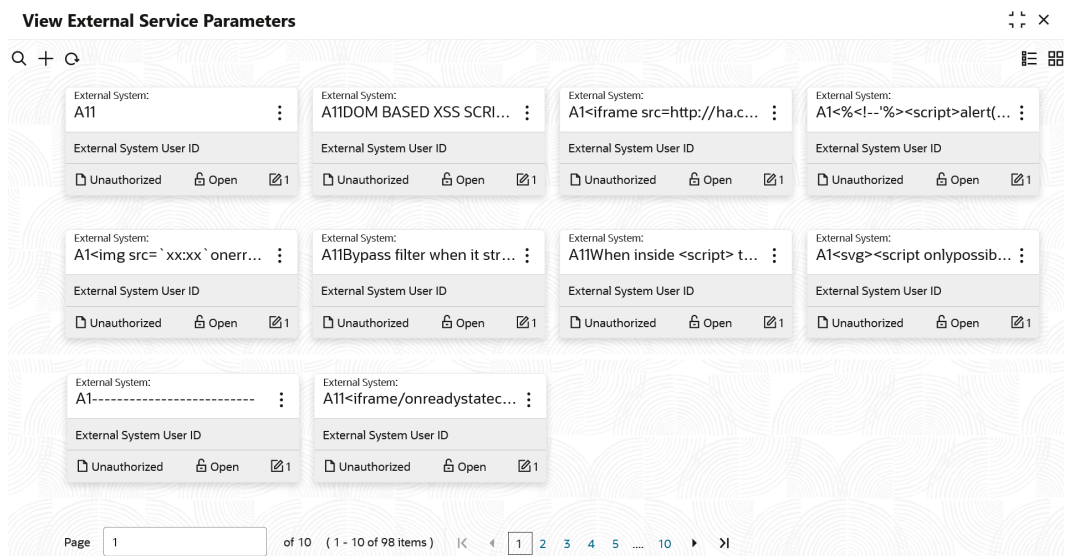 View External Service Parameters
External System: External System: External System: External System:
A11 A11DOM BASED XSS SCRI... A1<iframe src=http://ha.c... A1<%<!--'%><script>alert(...
External System User ID External System User ID External System User ID External System User ID
Unauthorized Open 1 Unauthorized Open 1 Unauthorized Open 1 Unauthorized Open 1
External System: External System: External System: External System:
A1<img src=`xx:xx`onerr... A11Bypass filter when it str... A11When inside <script> t... A1<svg><script onlypossib...
External System User ID External System User ID External System User ID External System User ID
Unauthorized Open 1 Unauthorized Open 1 Unauthorized Open 1 Unauthorized Open 1
External System: External System:
A1-------------------------- A11<iframe/onreadystatec...
External System User ID External System User ID
Unauthorized Open 1 Unauthorized Open 1
Page 1 of 10 ( 1 - 10 of 98 items ) 1 2 3 4 5 .... 10